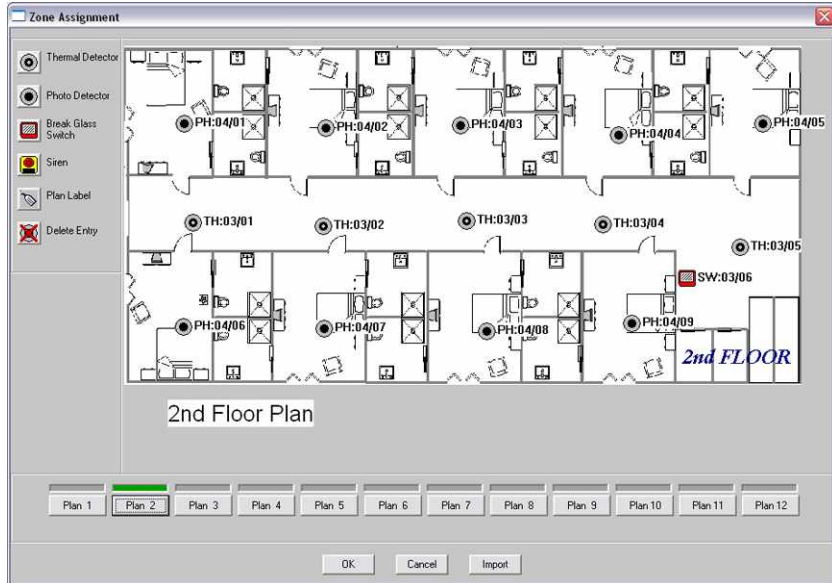 Zone Assignment
Thermal Detector
Photo Detector
Break Glass
Switch
Siren
Plan Label
Delete Entry
PH:04/01
PH:04/02
PH:04/03
PH:04/04
PH:04/05
TH:03/01
TH:03/02
TH:03/03
TH:03/04
TH:03/05
SW:03/06
PH:04/06
PH:04/07
PH:04/08
PH:04/09
2nd FLOOR
2nd Floor Plan
Plan 1 Plan 2 Plan 3 Plan 4 Plan 5 Plan 6 Plan 7 Plan 8 Plan 9 Plan 10 Plan 11 Plan 12
OK Cancel Import